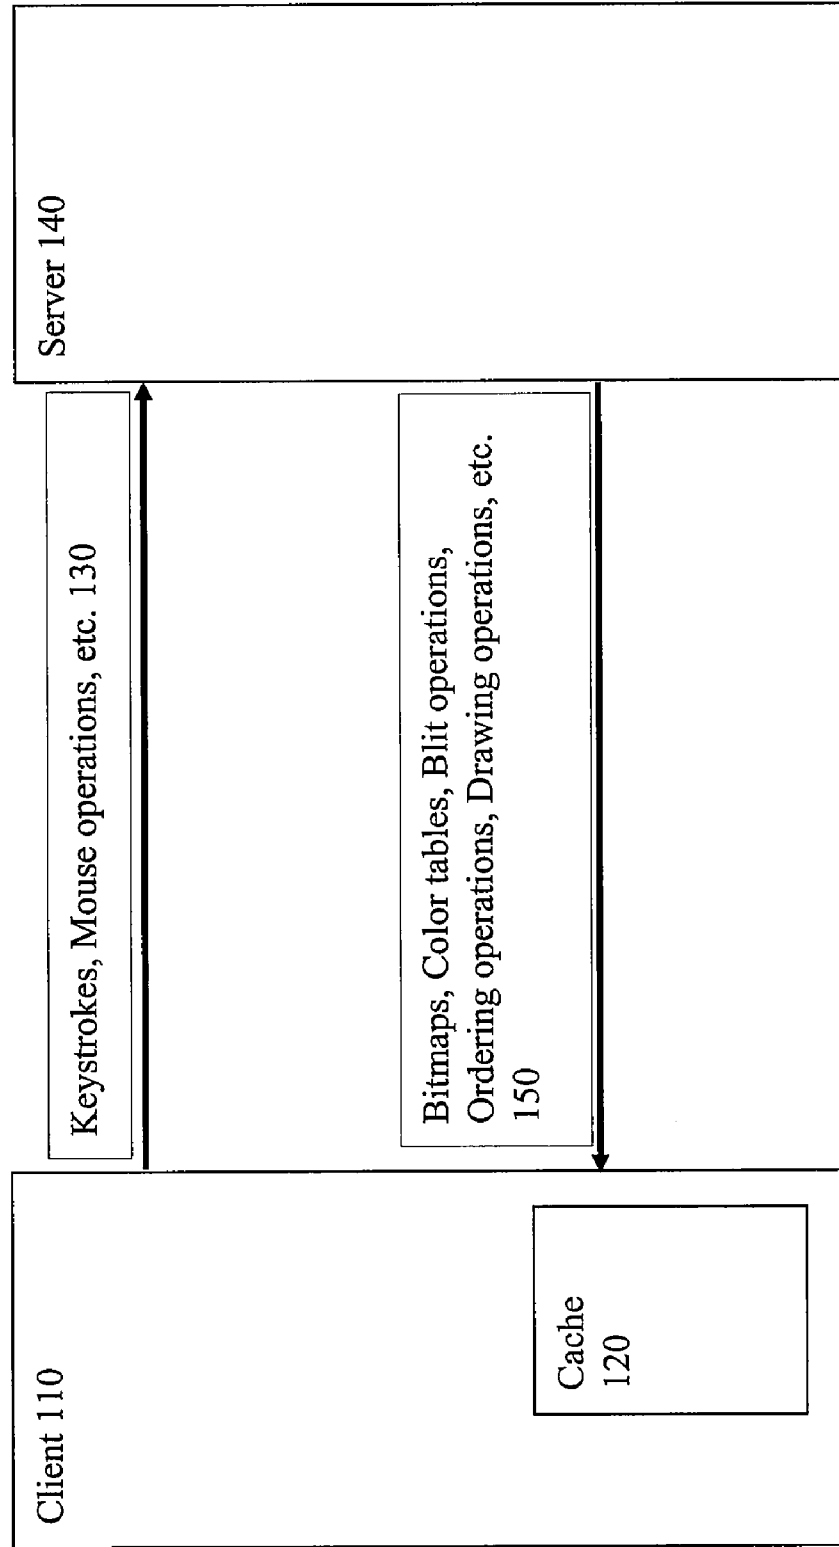 Client 110
Cache
120
Keystrokes, Mouse operations, etc. 130
Bitmaps, Color tables, Blit operations,
Ordering operations, Drawing operations, etc.
150
Server 140